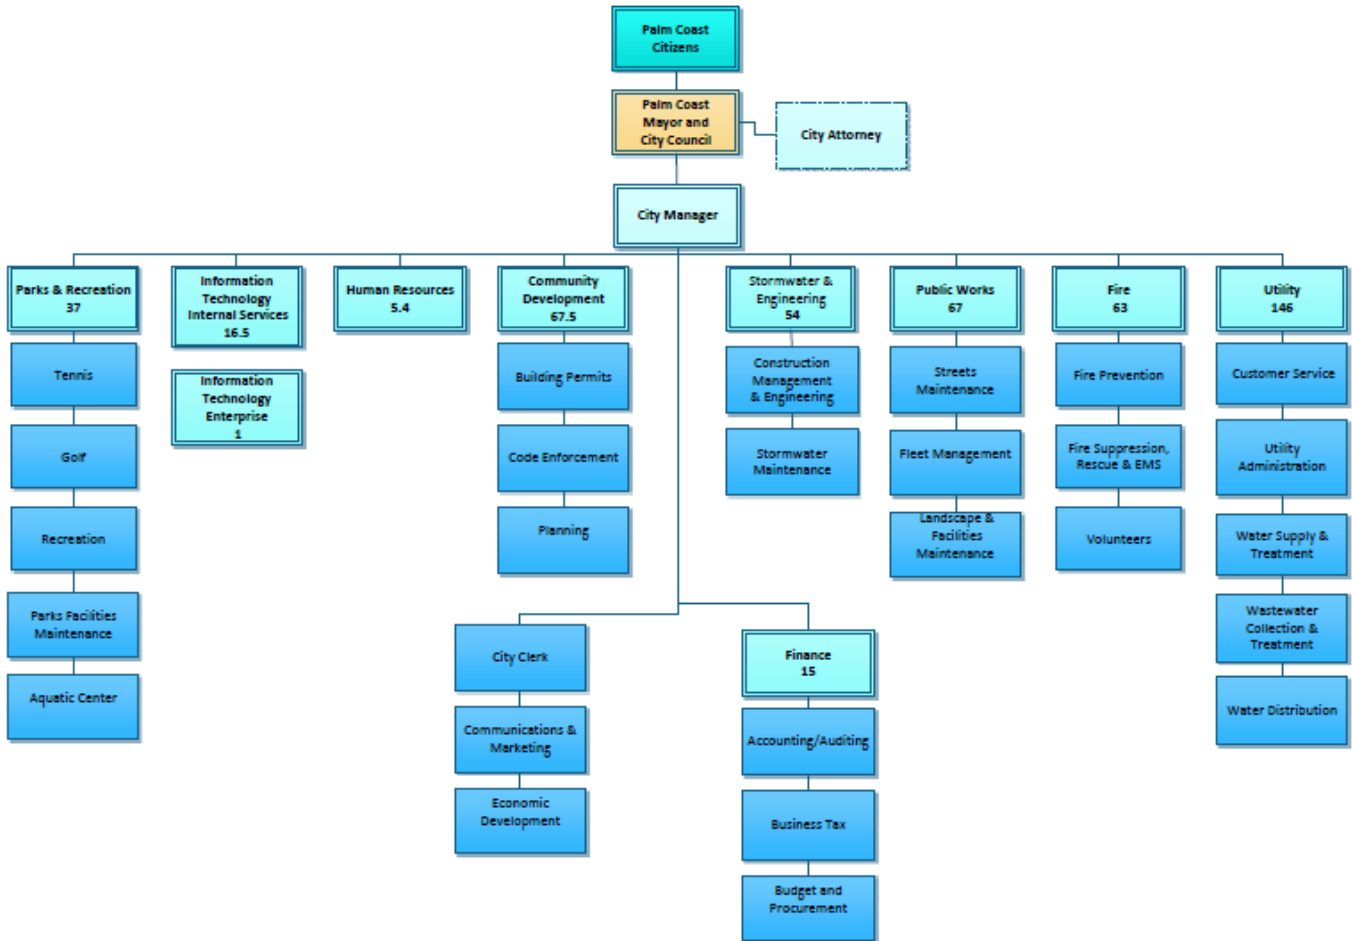 Palm Coast
Citizens
Palm Coast
Mayor and
City Council
City Attorney
City Manager
Parks & Recreation
37
Tennis
Golf
Recreation
Parks Facilities
Maintenance
Aquatic Center
Information
Technology
Internal Services
16.5
Information
Technology
Enterprise
1
Human Resources
5.4
Community
Development
67.5
Building Permits
Code Enforcement
Planning
Stormwater &
Engineering
54
Construction
Management
& Engineering
Stormwater
Maintenance
Public Works
67
Streets
Maintenance
Fleet Management
Landscape &
Facilities
Maintenance
Fire
63
Fire Prevention
Fire Suppression,
Rescue & EMS
Volunteers
Utility
146
Customer Service
Utility
Administration
Water Supply &
Treatment
Wastewater
Collection &
Treatment
Water Distribution
City Clerk
Communications &
Marketing
Economic
Development
Finance
15
Accounting/Auditing
Business Tax
Budget and
Procurement